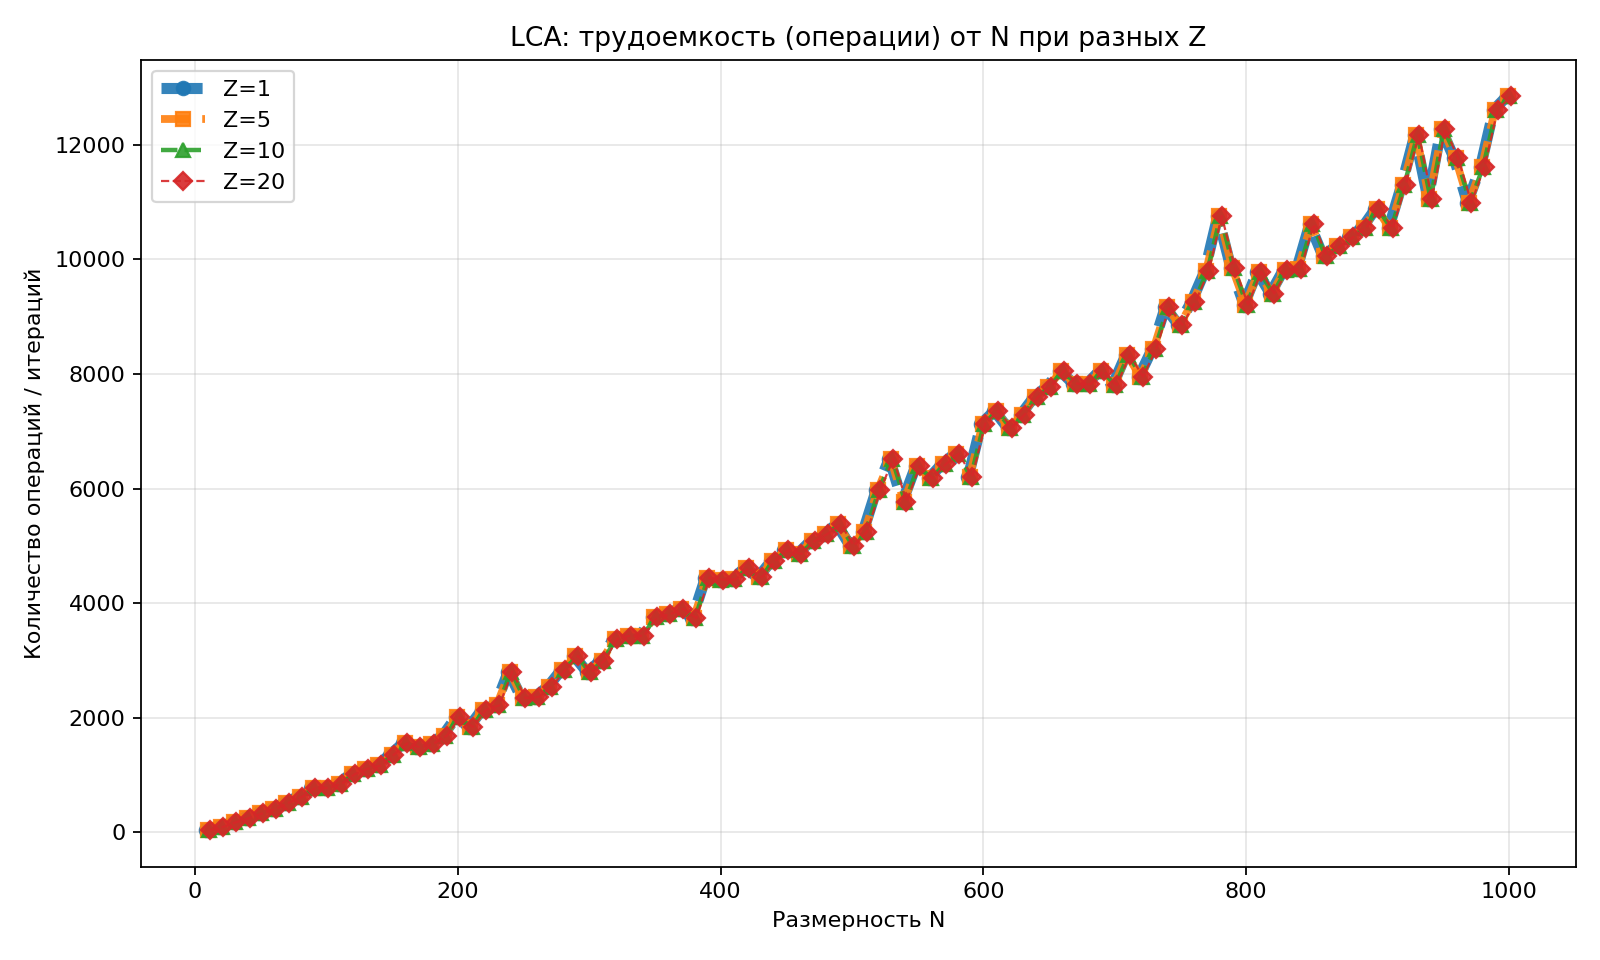 LCA: трудоемкость (операции) от N при разных Z
Z=1
Z=5
Z=10
Z=20
Количество операций / итераций
12000
10000
8000
6000
4000
2000
0
0 200 400 600 800 1000
Размерность N